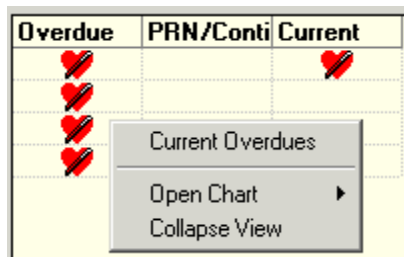 Overdue PRN/Conti Current
Current Overdues
Open Chart
Collapse View